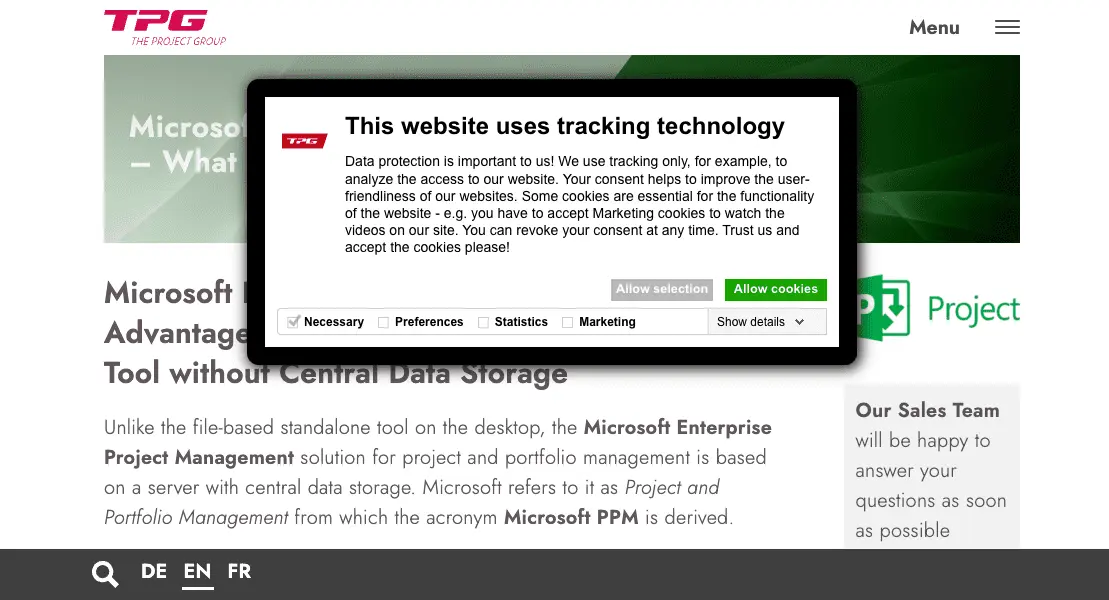 TPG
THE PROJECT GROUP
Menu
Microsof
– What
TPG
This website uses tracking technology
Data protection is important to us! We use tracking only, for example, to
analyze the access to our website. Your consent helps to improve the user-
friendliness of our websites. Some cookies are essential for the functionality
of the website - e.g. you have to accept Marketing cookies to watch the
videos on our site. You can revoke your consent at any time. Trust us and
accept the cookies please!
Allow selection Allow cookies
Necessary Preferences Statistics Marketing Show details
Microsoft
Advantage
Tool without Central Data Storage
P Project
Unlike the file-based standalone tool on the desktop, the Microsoft Enterprise
Project Management solution for project and portfolio management is based
on a server with central data storage. Microsoft refers to it as Project and
Portfolio Management from which the acronym Microsoft PPM is derived.
Our Sales Team
will be happy to
answer your
questions as soon
as possible
DE EN FR